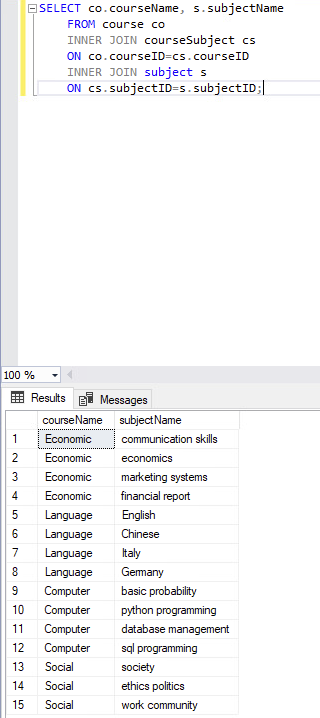 SELECT co.courseName, s.subjectName
FROM course co
INNER JOIN courseSubject cs
ON co.courseID=cs.courseID
INNER JOIN subject s
ON cs.subjectID=s.subjectID;
100 %
Results Messages
courseName subjectName
1 Economic communication skills
2 Economic economics
3 Economic marketing systems
4 Economic financial report
5 Language English
6 Language Chinese
7 Language Italy
8 Language Germany
9 Computer basic probability
10 Computer python programming
11 Computer database management
12 Computer sql programming
13 Social society
14 Social ethics politics
15 Social work community